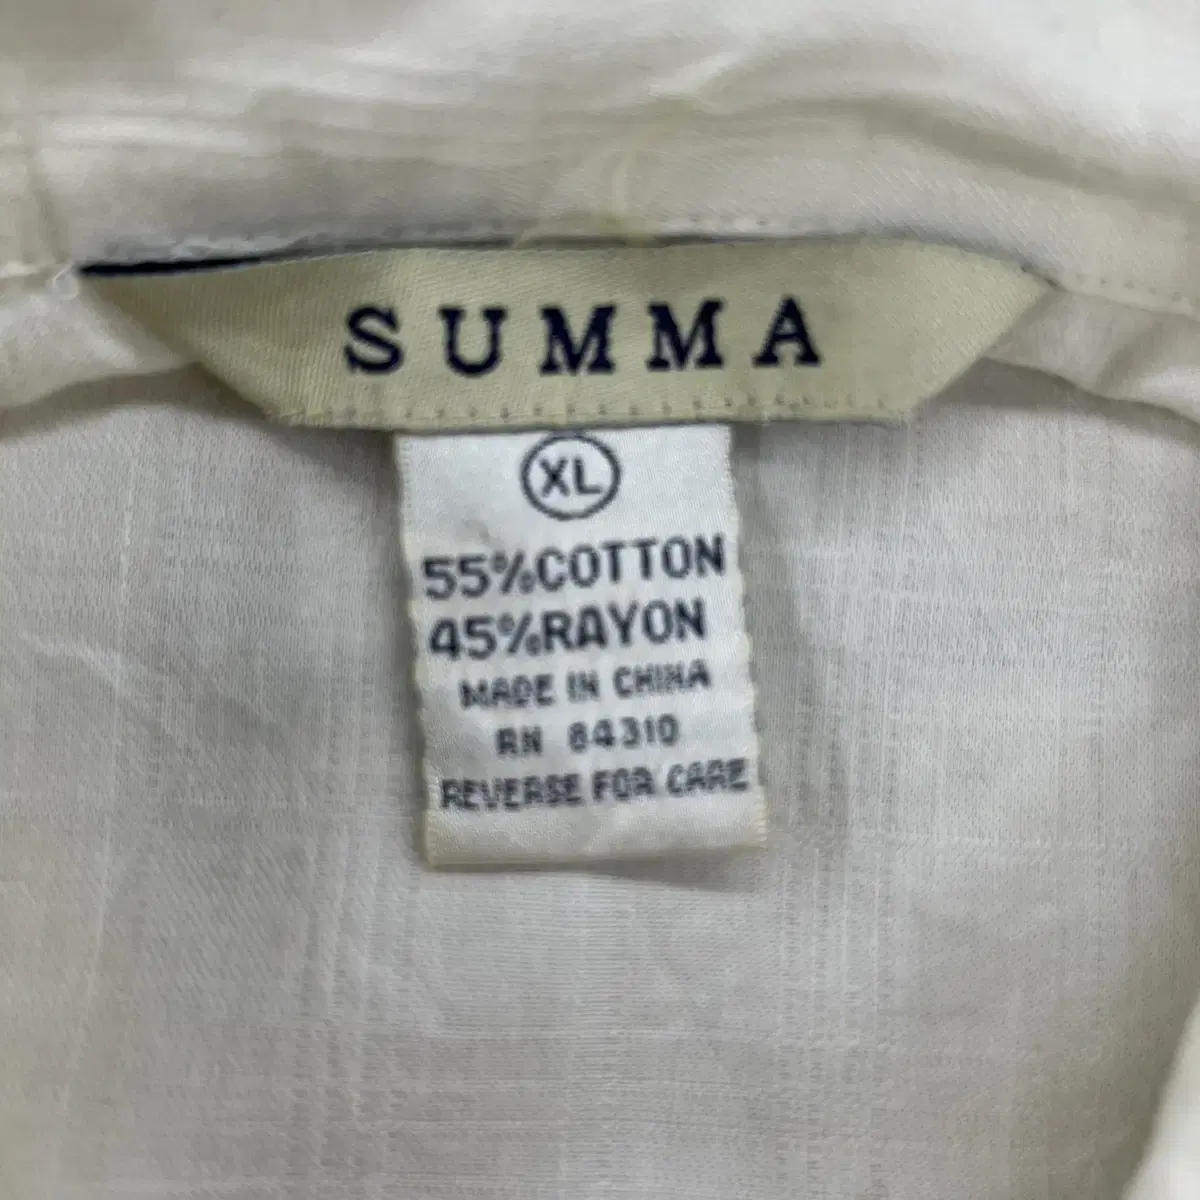 SUMMA
XL
55%COTTON
45%RAYON
MADE IN CHINA
RN 84310
REVERSE FOR CARE